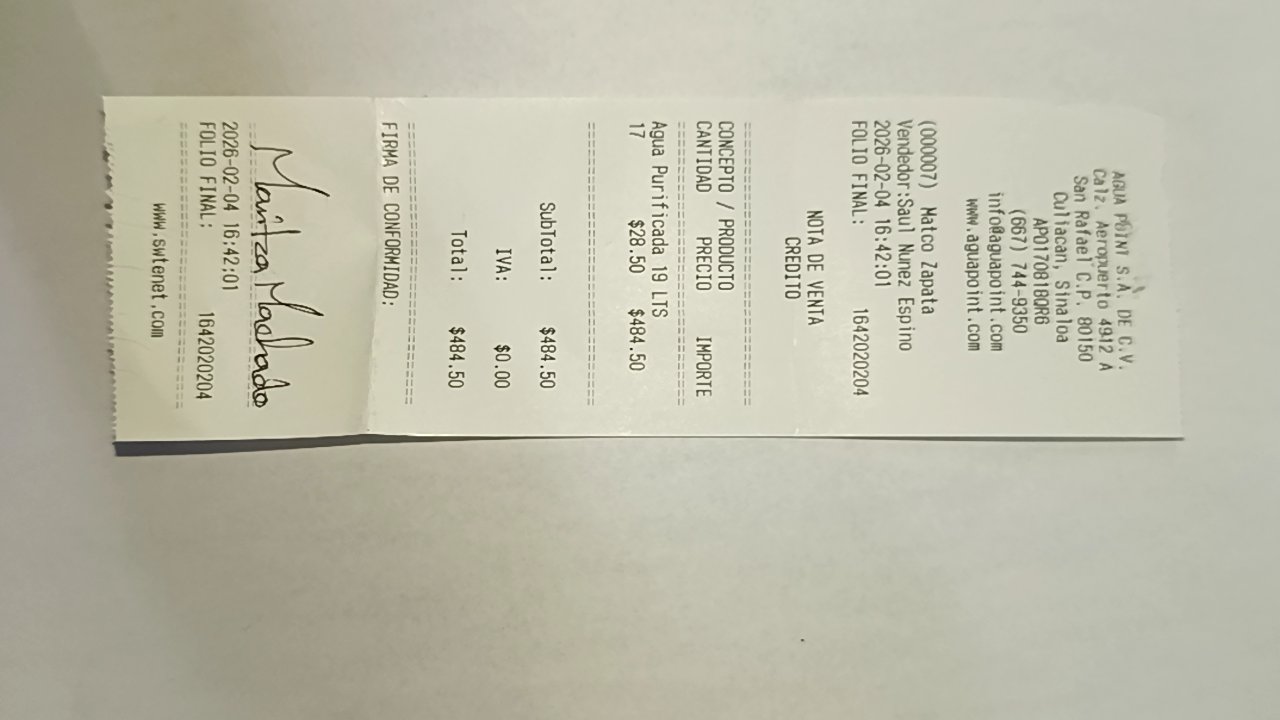 AGUA POINT S.A. DE C.V.
Calz. Aeropuerto 4912 A
San Rafael C.P. 80150
Culiacan, Sinaloa
APO170818QR6
(667) 744-9350
info@aguapoint.com
www.aguapoint.com
(000007) Matco Zapata
Vendedor:Saul Nunez Espino
2026-02-04 16:42:01
FOLIO FINAL: 1642020204
NOTA DE VENTA
CREDITO
CONCEPTO / PRODUCTO
CANTIDAD PRECIO IMPORTE
Agua Purificada 19 LTS
17 $28.50 $484.50
SubTotal: $484.50
IVA: $0.00
Total: $484.50
FIRMA DE CONFORMIDAD:
Maritza Machado
2026-02-04 16:42:01
FOLIO FINAL: 1642020204
www.swtenet.com